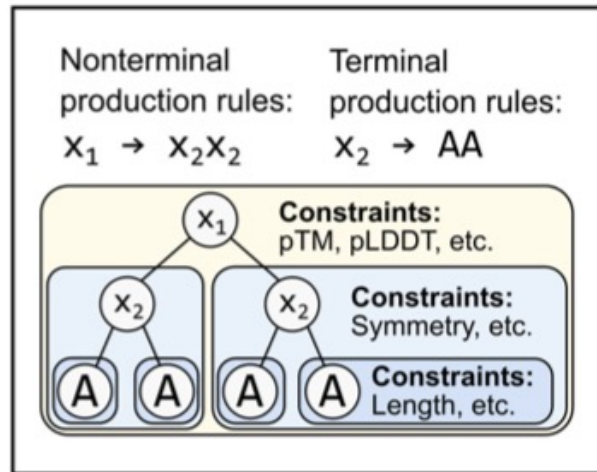 Nonterminal
production rules:
x₁ → x₂x₂
Terminal
production rules:
x₂ → AA
x₁
Constraints:
pTM, pLDDT, etc.
x₂
x₂
Constraints:
Symmetry, etc.
A
A
A
A
Constraints:
Length, etc.